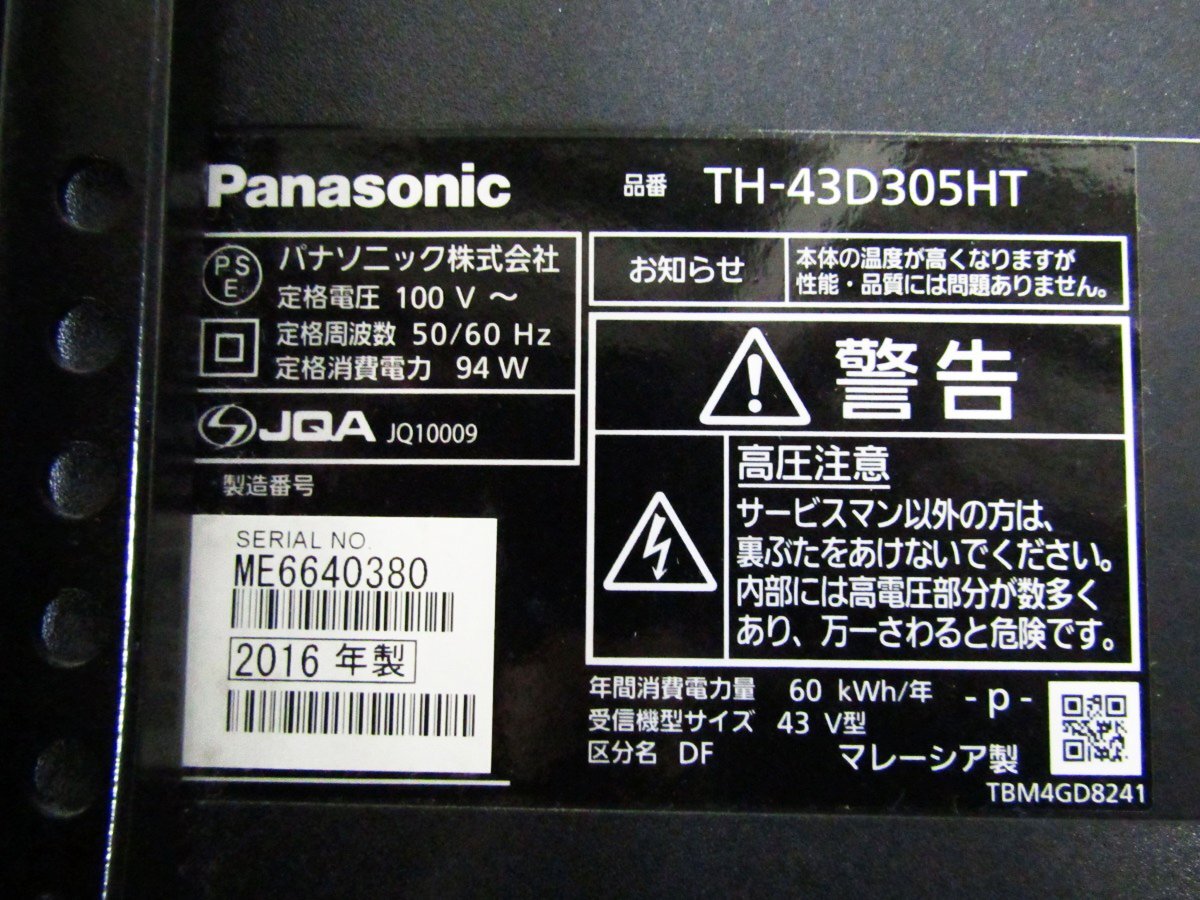 Panasonic
品番 TH-43D305HT
PS
E
パナソニック株式会社
定格電圧 100 V ～
定格周波数 50/60 Hz
定格消費電力 94 W
JQA JQ10009
製造番号
SERIAL NO.
ME6640380
2016 年製
お知らせ
本体の温度が高くなりますが
性能・品質には問題ありません。
警告
高圧注意
サービスマン以外の方は、
裏ぶたをあけないでください。
内部には高電圧部分が数多く
あり、万一さわると危険です。
年間消費電力量 60 kWh/年
受信機型サイズ 43 V型
区分名 DF
- p -
マレーシア製
TBM4GD8241